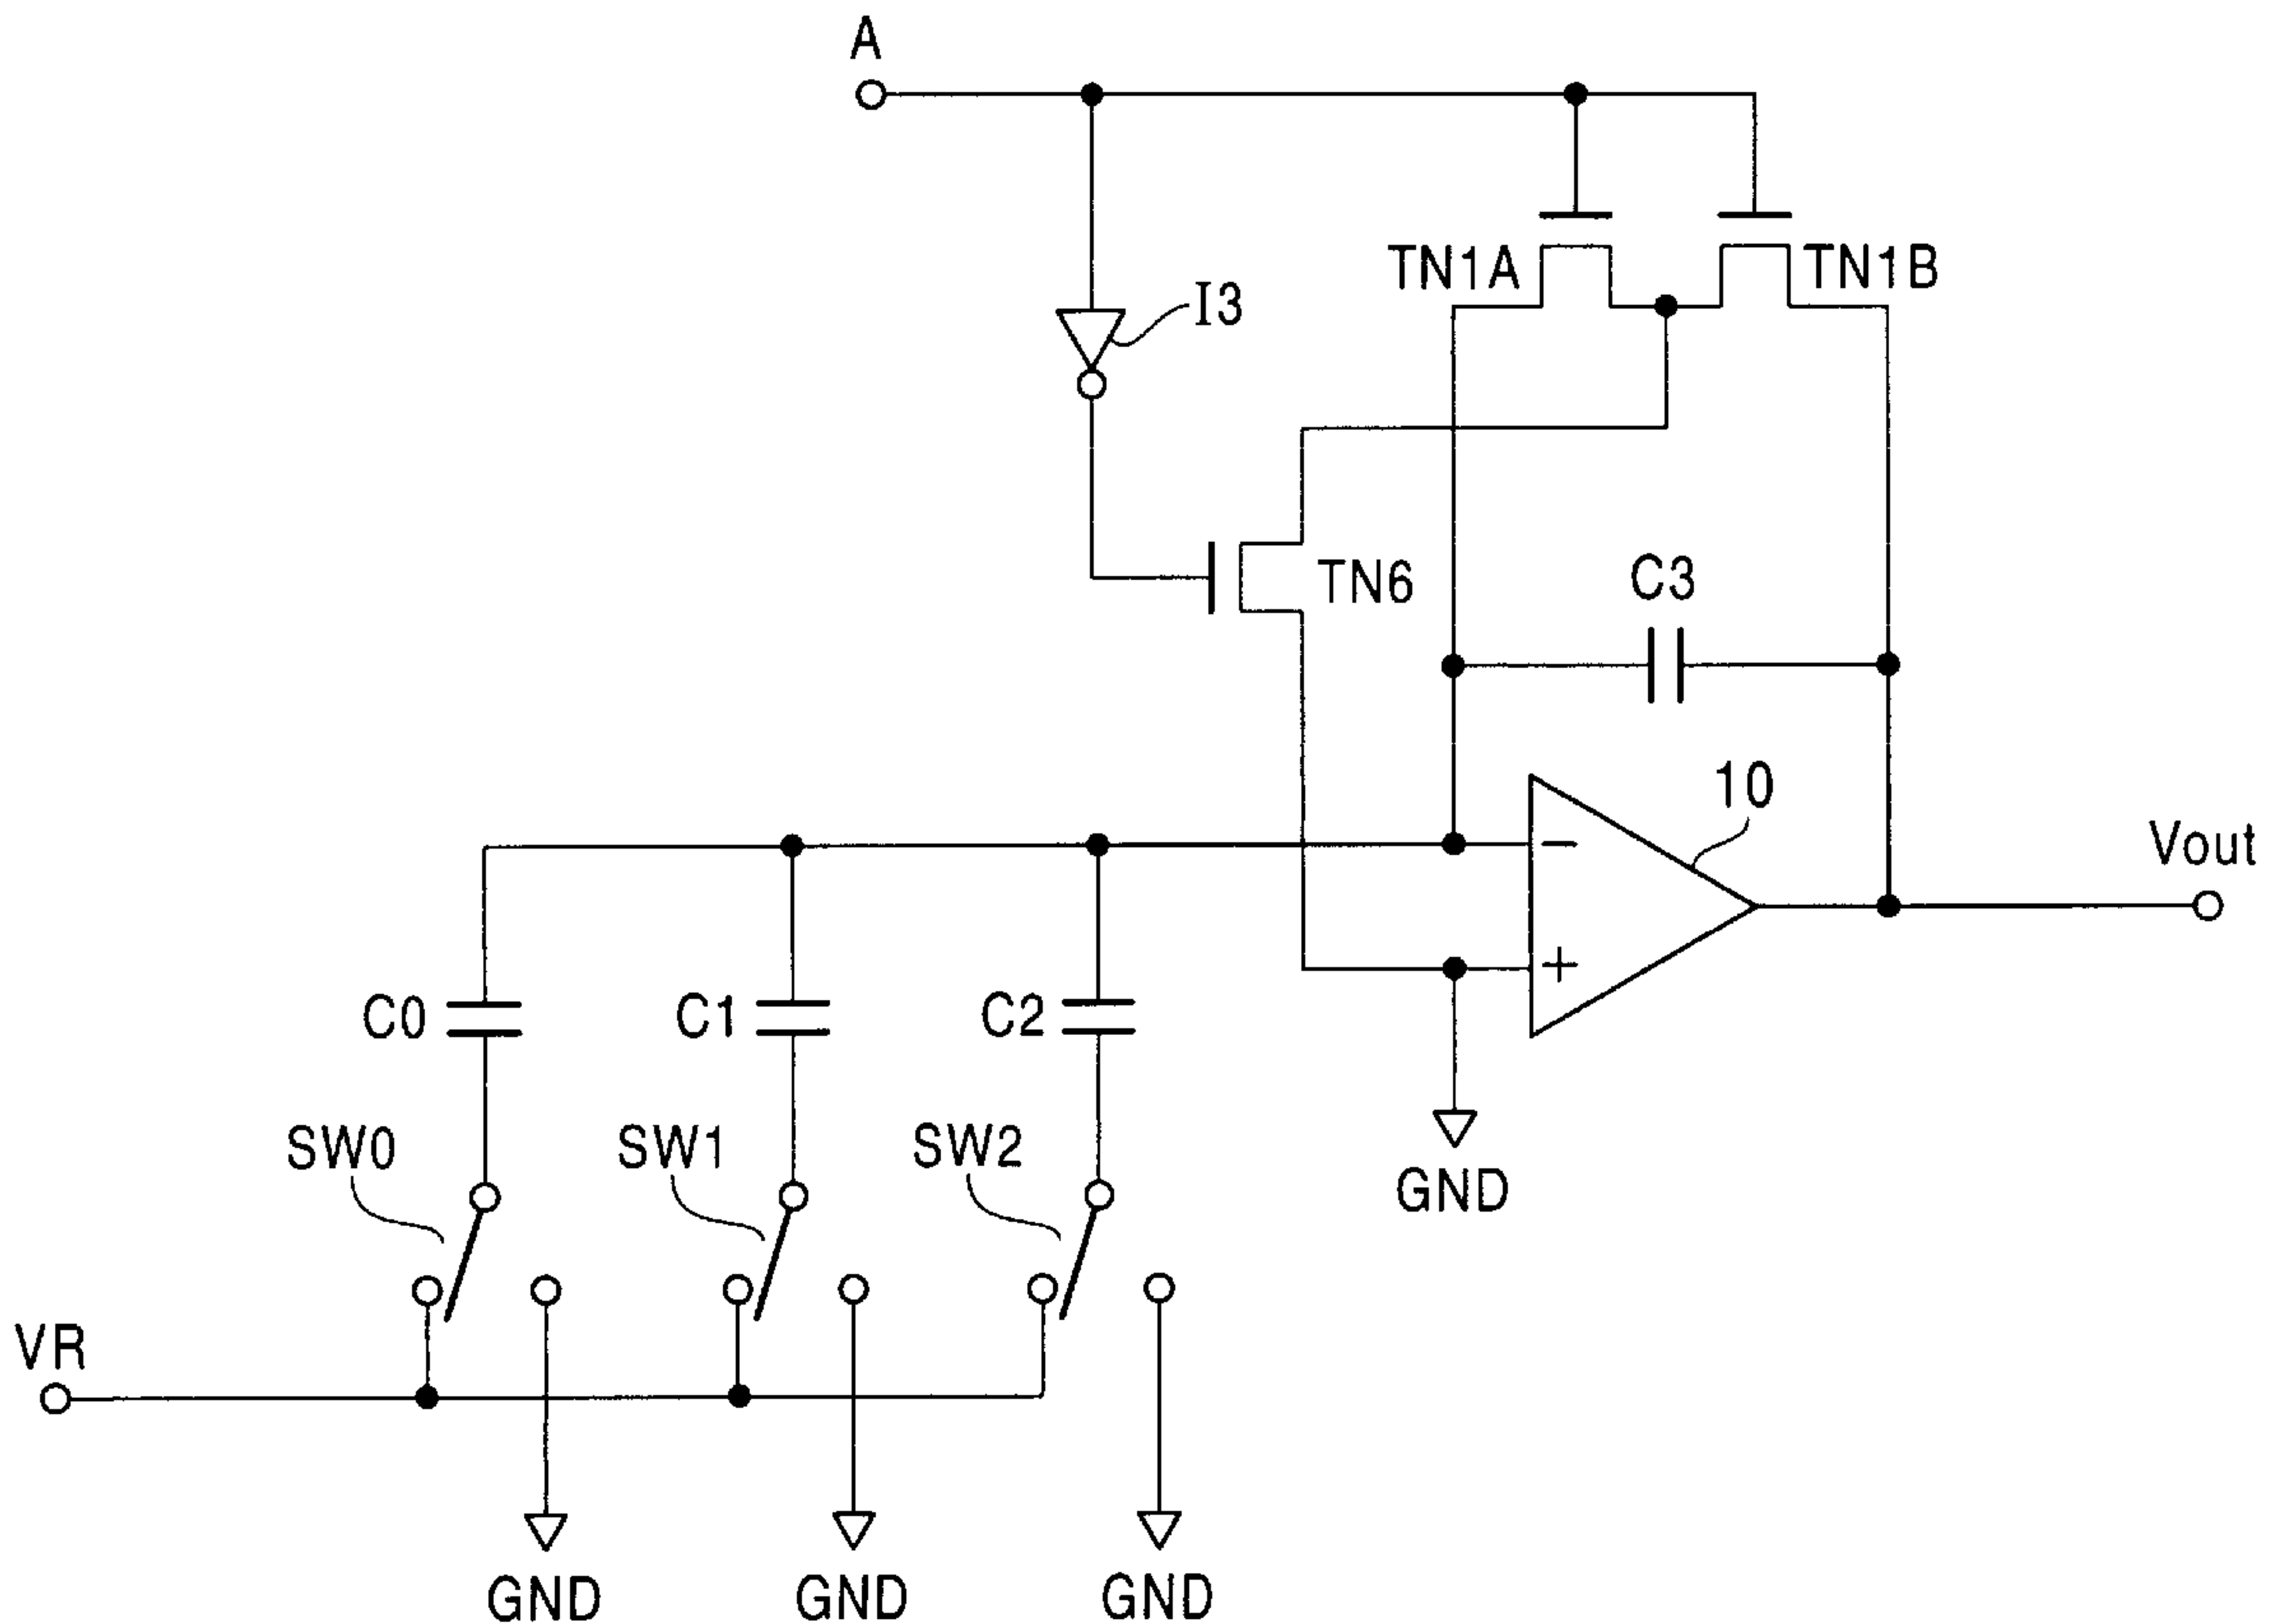 A
TN1A
TN1B
I3
TN6
C3
10
Vout
−
+
C0
C1
C2
SW0
SW1
SW2
GND
VR
GND
GND
GND